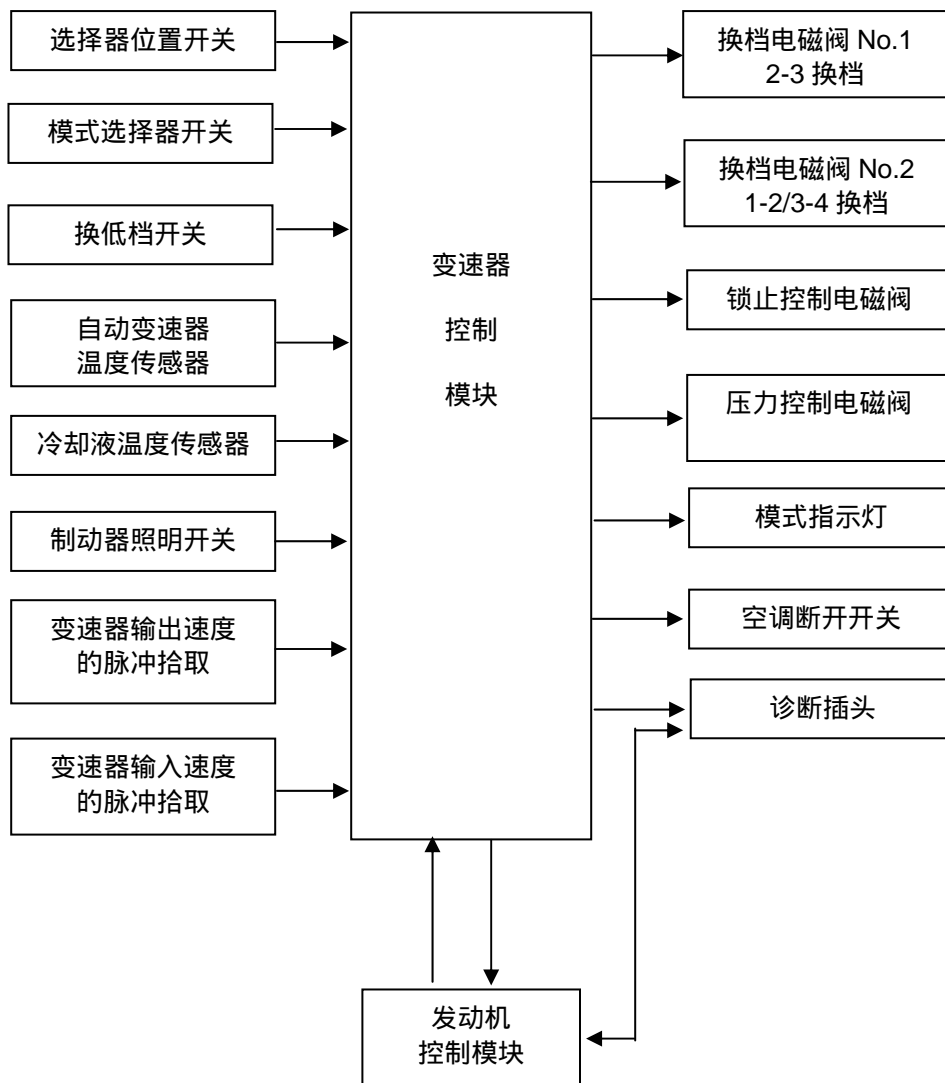 选择器位置开关
模式选择器开关
换低档开关
自动变速器
温度传感器
冷却液温度传感器
制动器照明开关
变速器输出速度
的脉冲拾取
变速器输入速度
的脉冲拾取
变速器
控制
模块
换档电磁阀 No.1
2-3 换档
换档电磁阀 No.2
1-2/3-4 换档
锁止控制电磁阀
压力控制电磁阀
模式指示灯
空调断开开关
诊断插头
发动机
控制模块